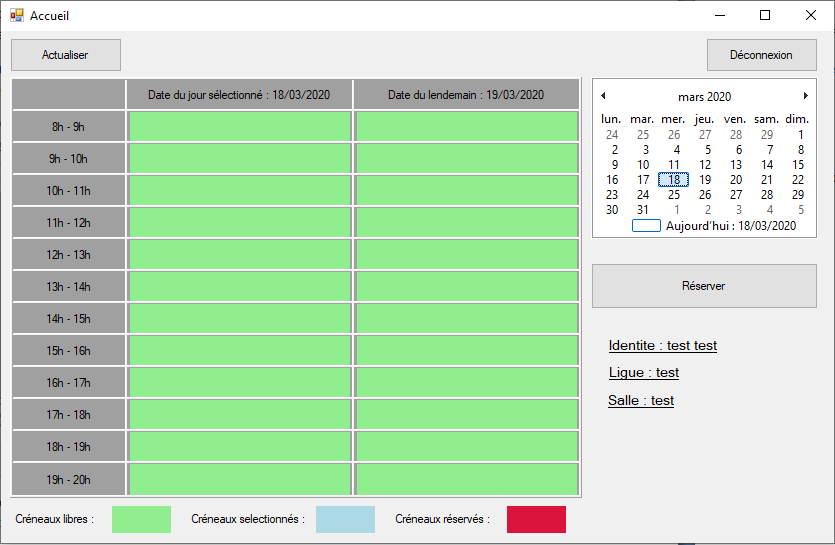 Accueil
Actualiser
Déconnexion
Date du jour sélectionné : 18/03/2020
Date du lendemain : 19/03/2020
8h - 9h
9h - 10h
10h - 11h
11h - 12h
12h - 13h
13h - 14h
14h - 15h
15h - 16h
16h - 17h
17h - 18h
18h - 19h
19h - 20h
mars 2020
lun. mar. mer. jeu. ven. sam. dim.
24 25 26 27 28 29 1
2 3 4 5 6 7 8
9 10 11 12 13 14 15
16 17 18 19 20 21 22
23 24 25 26 27 28 29
30 31 1 2 3 4 5
Aujourd'hui : 18/03/2020
Réserver
Identite : test test
Ligue : test
Salle : test
Créneaux libres :
Créneaux selectionnés :
Créneaux réservés :